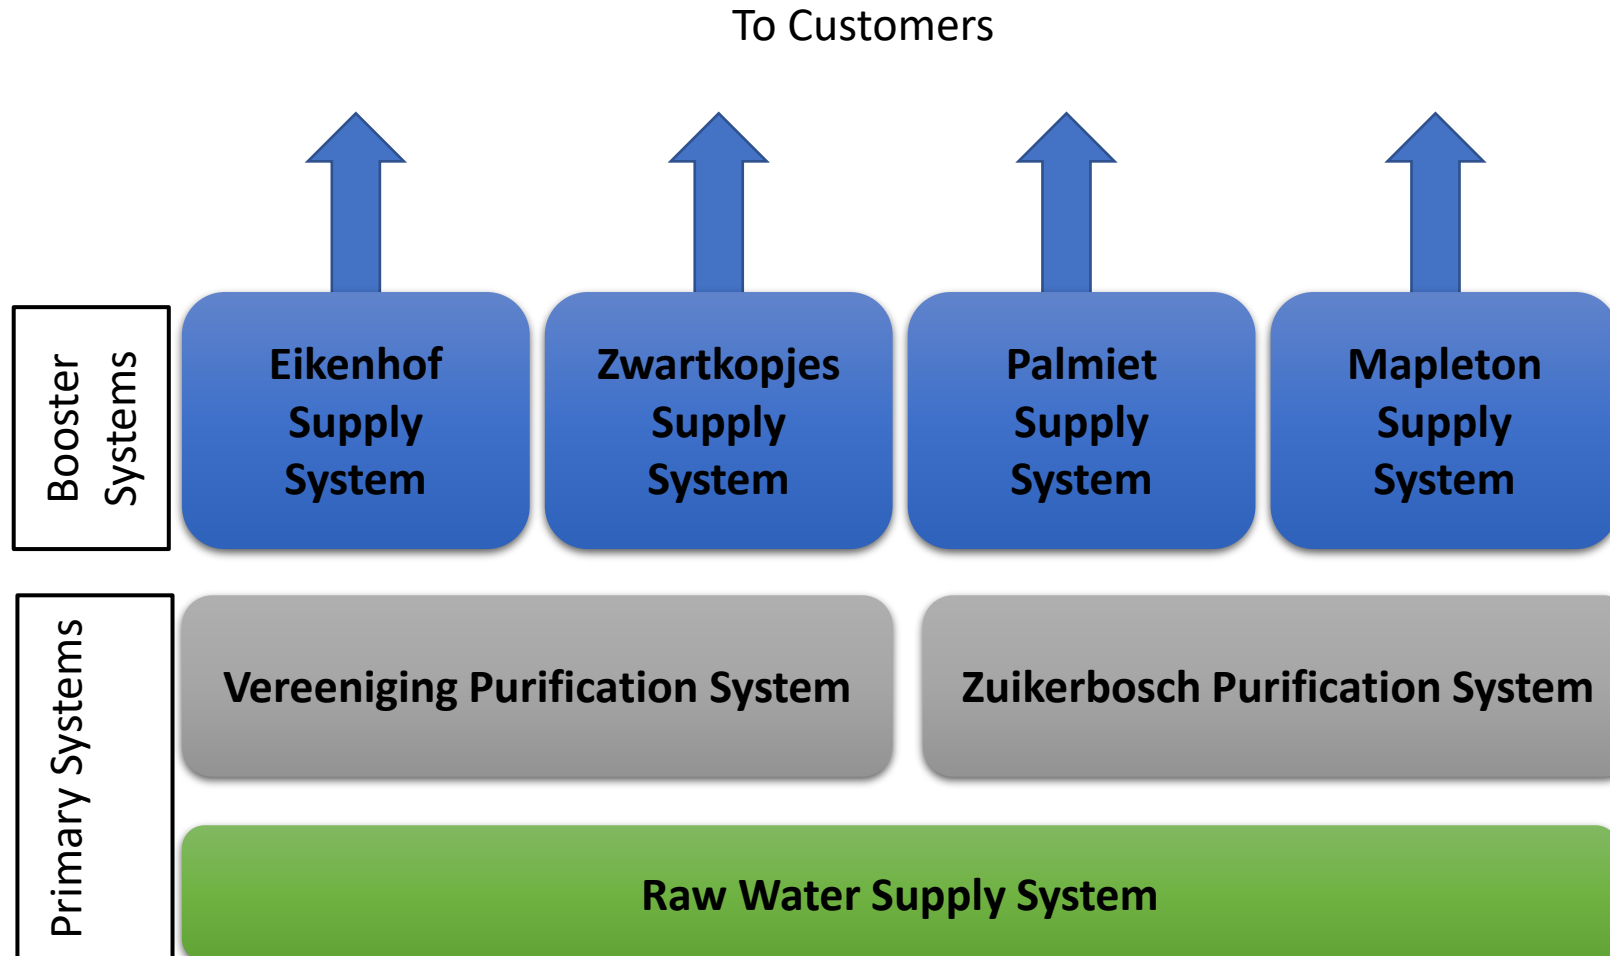 To Customers
Booster
Systems
Eikenhof
Supply
System
Zwartkopjes
Supply
System
Palmiet
Supply
System
Mapleton
Supply
System
Primary Systems
Vereeniging Purification System
Zuikerbosch Purification System
Raw Water Supply System